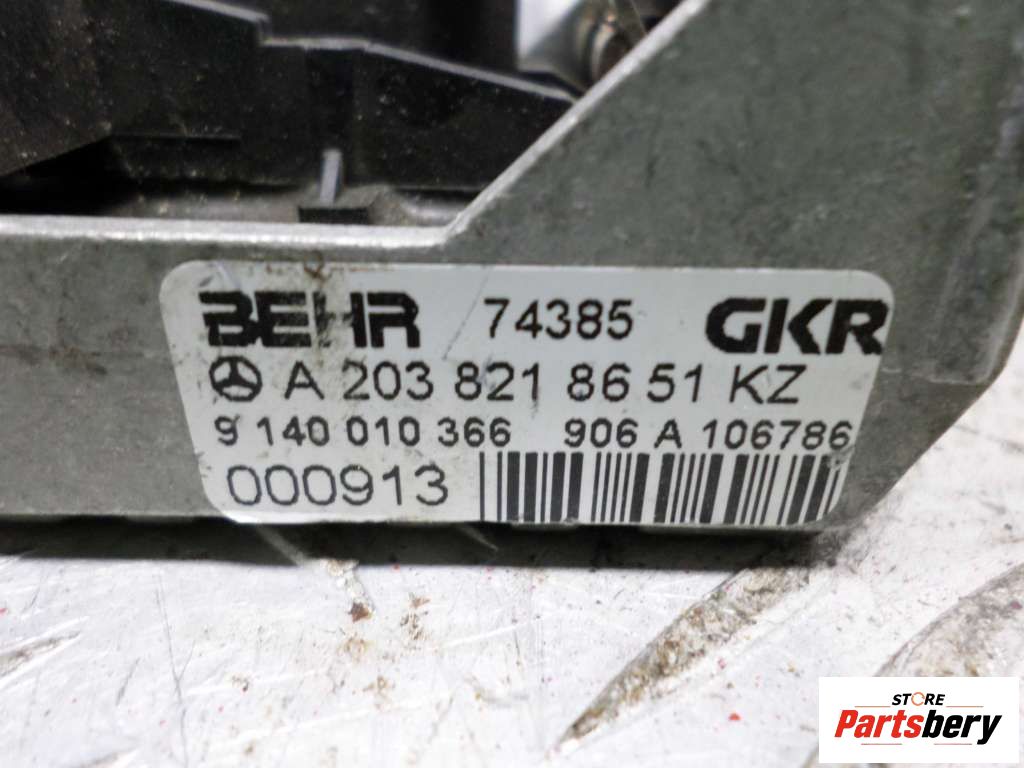 BEHR 74385 GKR
A 203 821 86 51 KZ
9 140 010 366 906 A 106786
000913
STORE
Partsbery